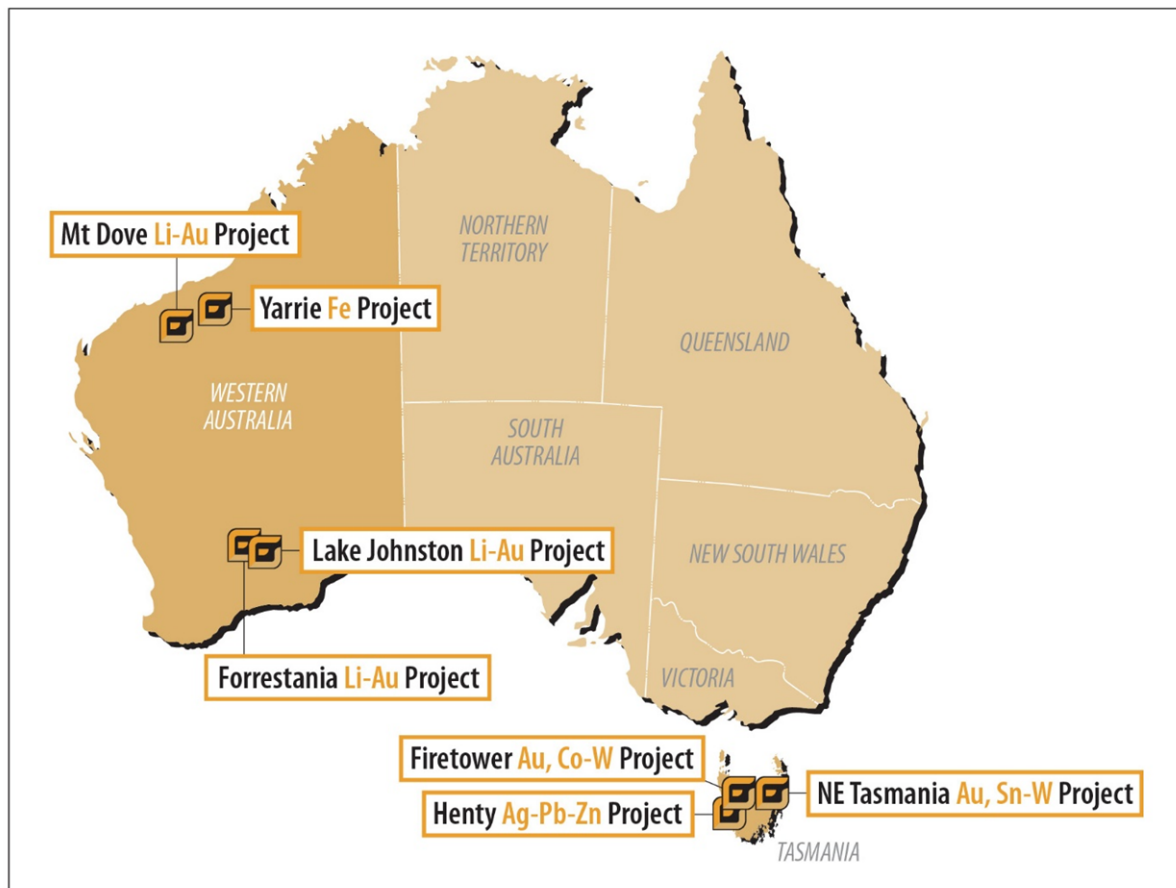 NORTHERN
TERRITORY
Mt Dove Li-Au Project
Yarrie Fe Project
QUEENSLAND
WESTERN
AUSTRALIA
SOUTH
AUSTRALIA
Lake Johnston Li-Au Project
NEW SOUTH WALES
Forrestania Li-Au Project
VICTORIA
Firetower Au, Co-W Project
NE Tasmania Au, Sn-W Project
Henty Ag-Pb-Zn Project
TASMANIA